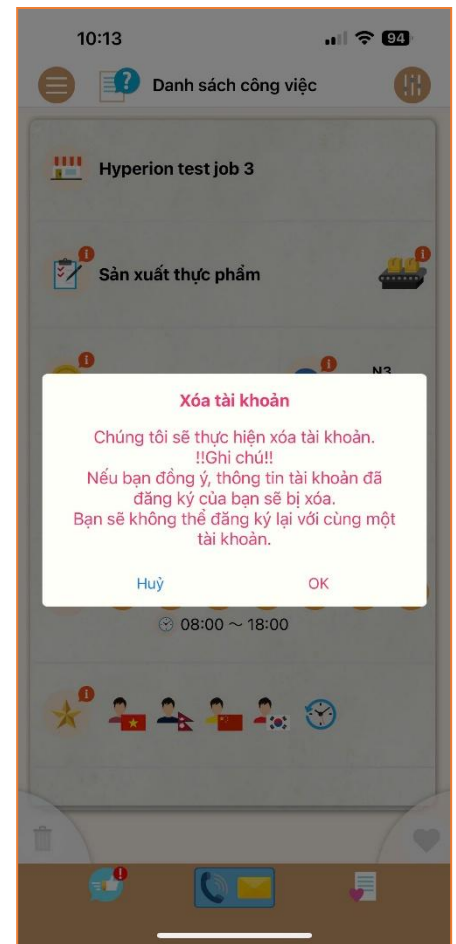 10:13
94
Danh sách công việc
Hyperion test job 3
Sản xuất thực phẩm
N3
Xóa tài khoản
Chúng tôi sẽ thực hiện xóa tài khoản.
!!Ghi chú!!
Nếu bạn đồng ý, thông tin tài khoản đã
đăng ký của bạn sẽ bị xóa.
Bạn sẽ không thể đăng ký lại với cùng một
tài khoản.
Huỷ
OK
08:00 ~ 18:00